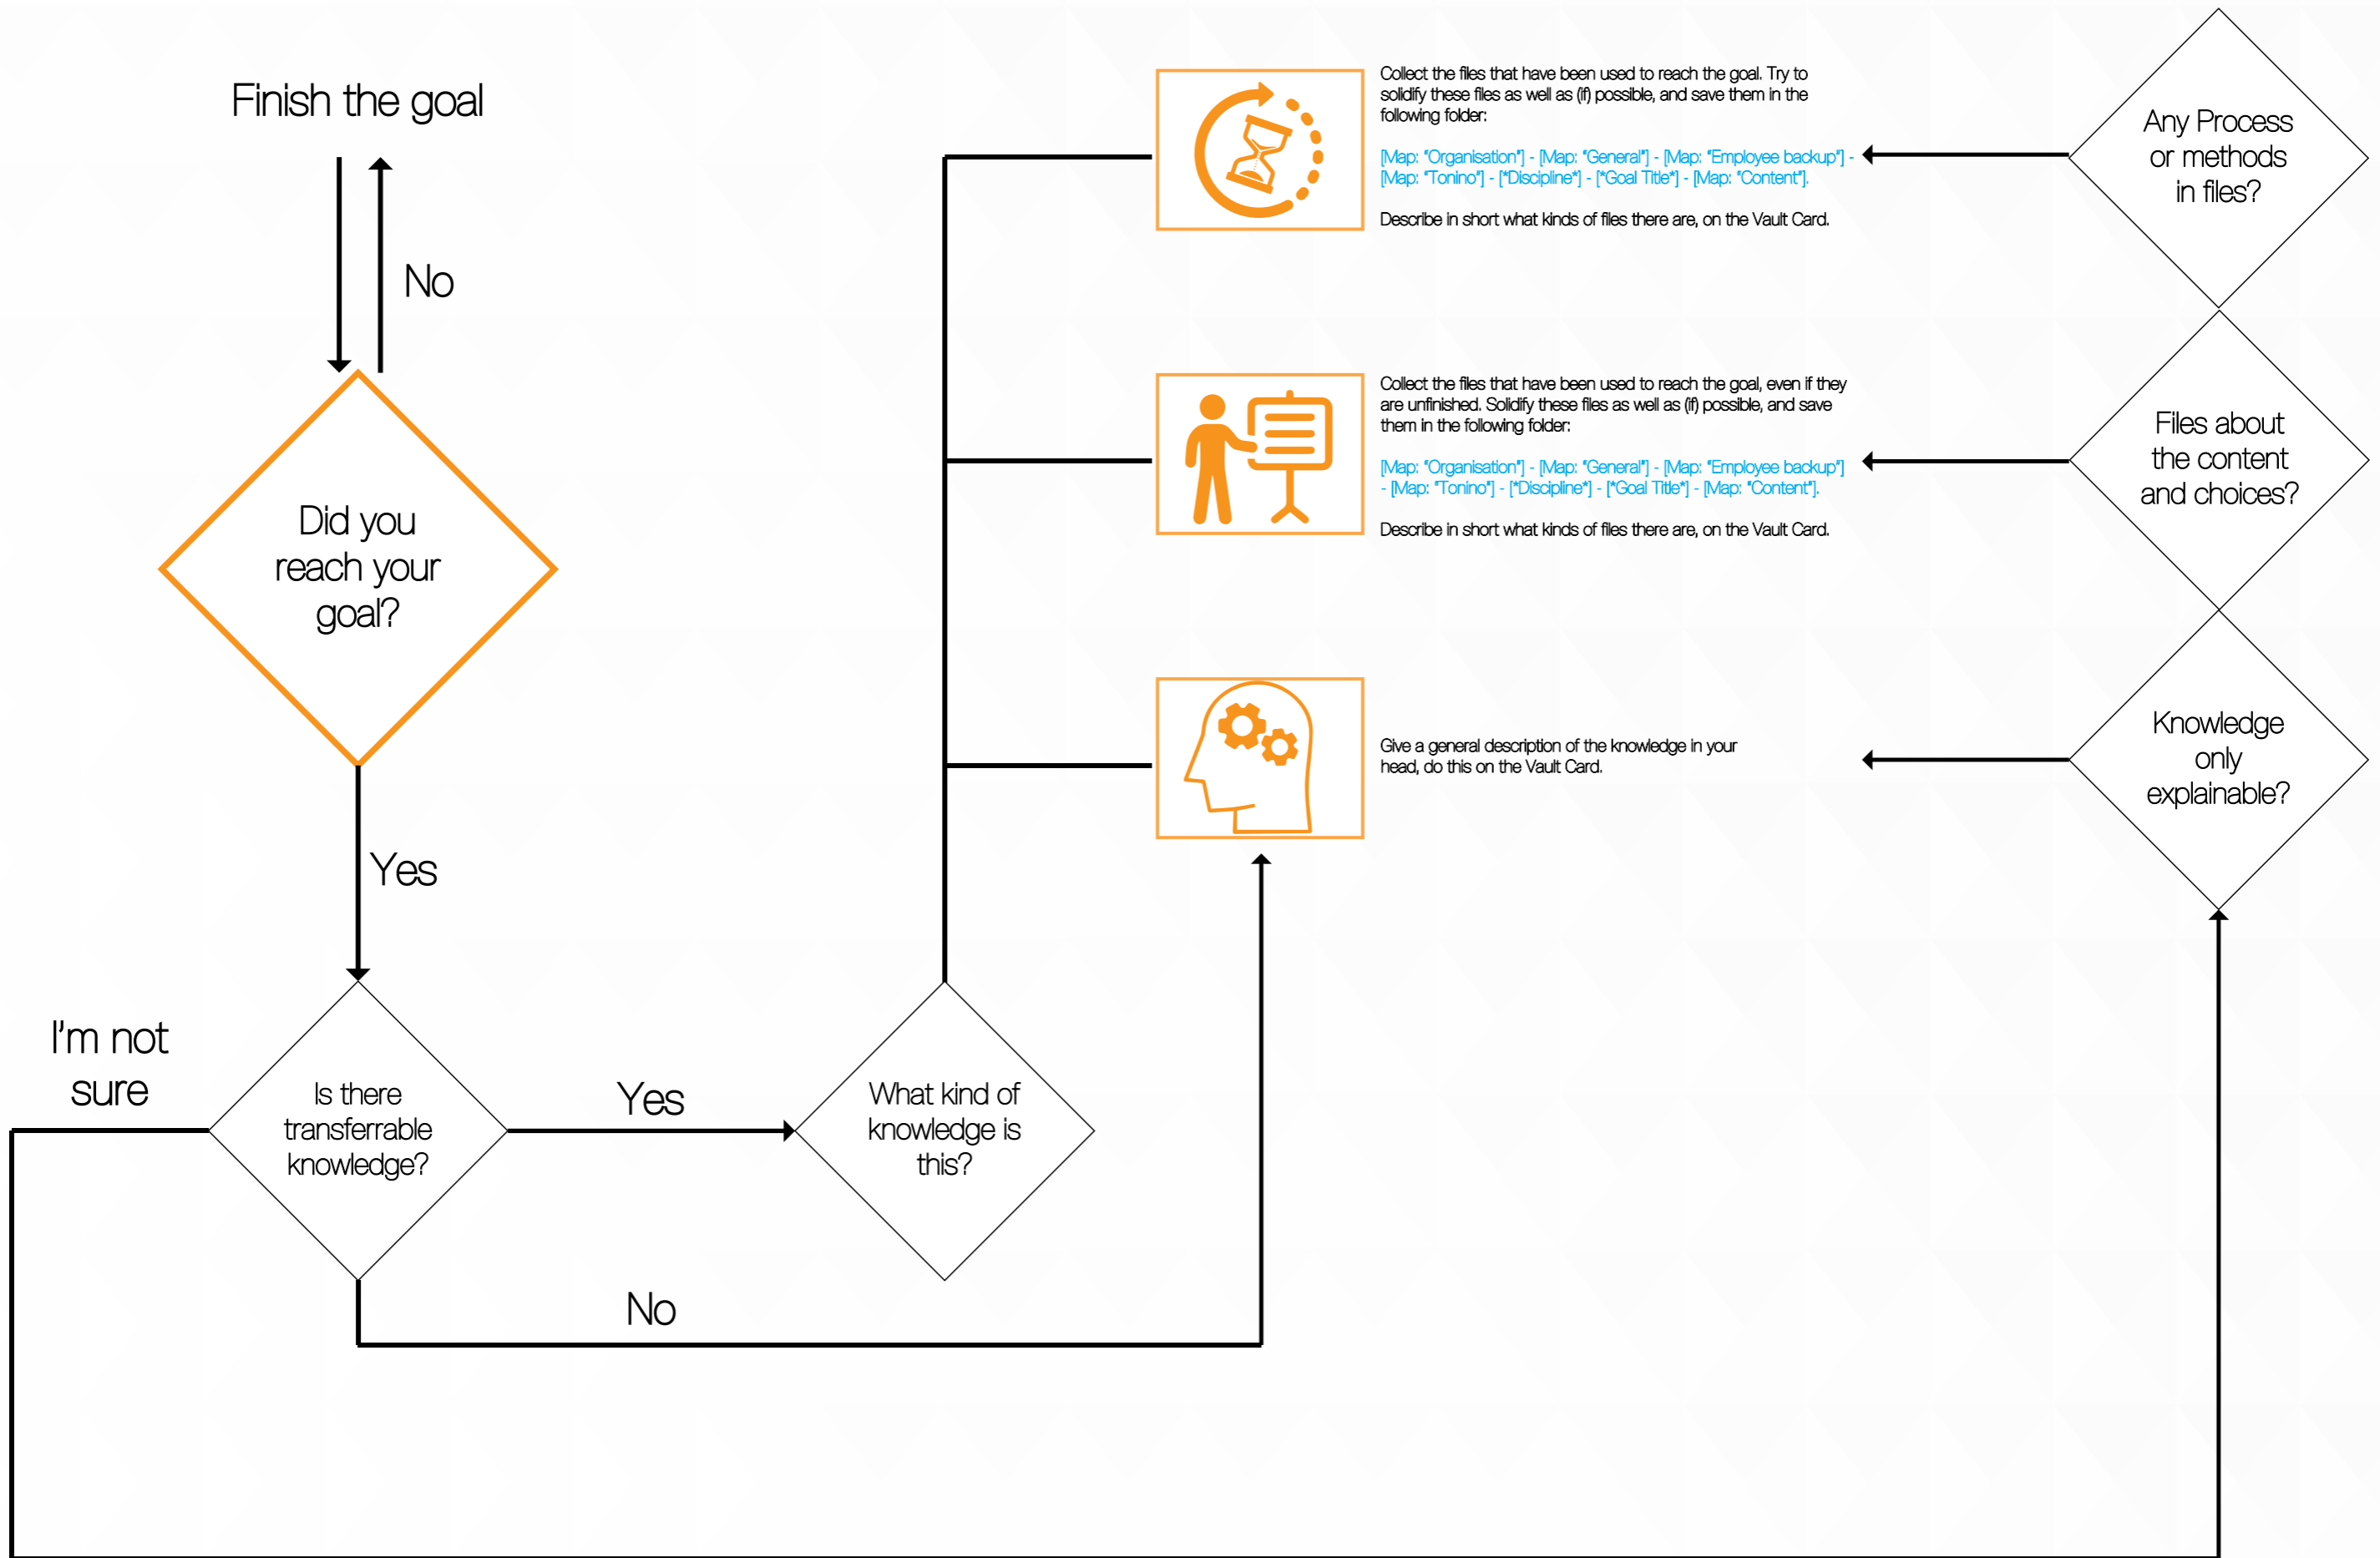 Finish the goal
No
Did you
reach your
goal?
Yes
I'm not
sure
Is there
transferrable
knowledge?
Yes
What kind of
knowledge is
this?
No
Collect the files that have been used to reach the goal. Try to
solidify these files as well as (if) possible, and save them in the
following folder:
[Map: "Organisation"] - [Map: "General"] - [Map: "Employee backup"] -
[Map: "Tonino"] - [*Discipline*] - [*Goal Title*] - [Map: "Content"].
Describe in short what kinds of files there are, on the Vault Card.
Any Process
or methods
in files?
Collect the files that have been used to reach the goal, even if they
are unfinished. Solidify these files as well as (if) possible, and save
them in the following folder:
[Map: "Organisation"] - [Map: "General"] - [Map: "Employee backup"]
- [Map: "Tonino"] - [*Discipline*] - [*Goal Title*] - [Map: "Content"].
Describe in short what kinds of files there are, on the Vault Card.
Files about
the content
and choices?
Give a general description of the knowledge in your
head, do this on the Vault Card.
Knowledge
only
explainable?